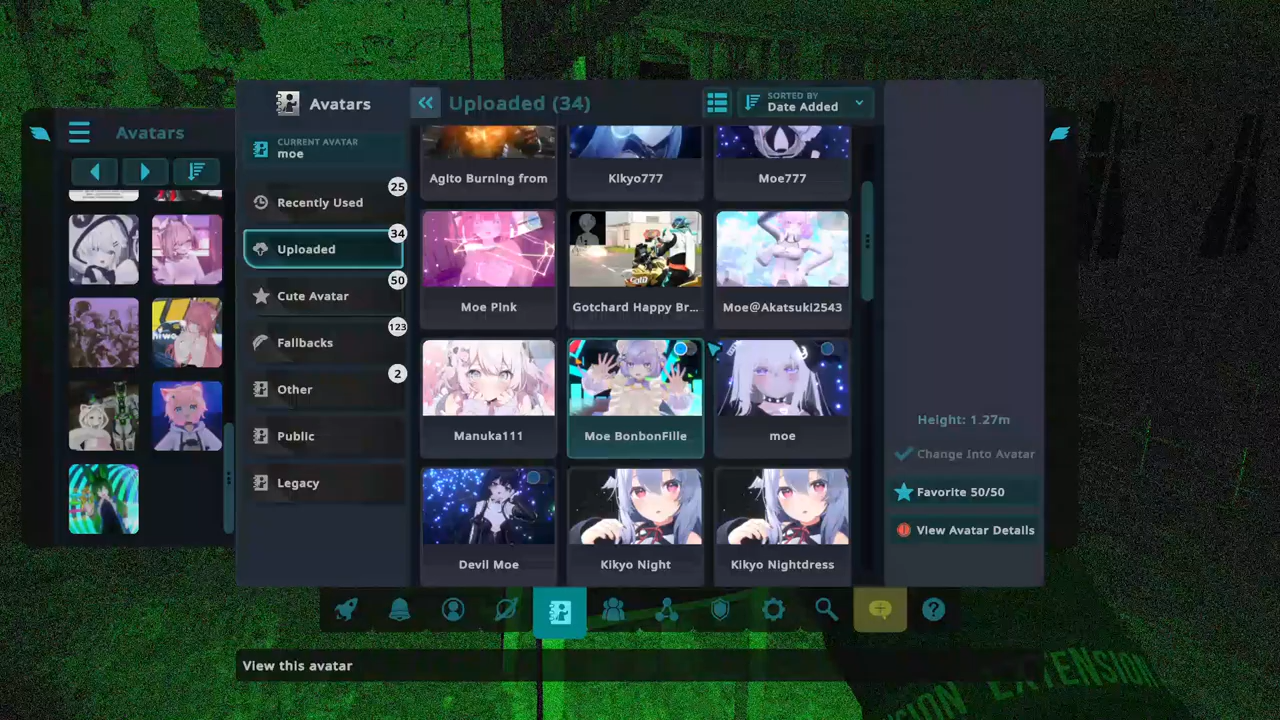 Avatars
Avatars
CURRENT AVATAR
moe
Recently Used
25
Uploaded
34
Cute Avatar
50
Fallbacks
123
Other
2
Public
Legacy
Uploaded (34)
SORTED BY
Date Added
Agito Burning from
Kikyo777
Moe777
Moe Pink
Gotchard Happy Br...
Moe@Akatsuki2543
Manuka111
Moe BonbonFille
moe
Devil Moe
Kikyo Night
Kikyo Nightdress
Height: 1.27m
Change Into Avatar
Favorite 50/50
View Avatar Details
View this avatar
EXTENSION